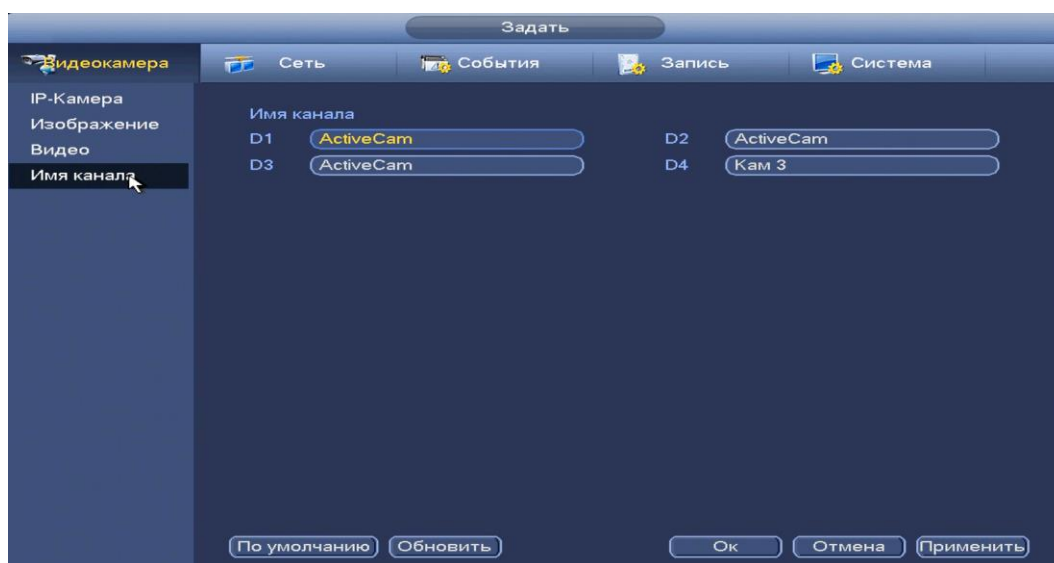 Задать
Видеокамера Сеть События Запись Система
IP-Камера
Изображение
Видео
Имя канала
Имя канала
D1 ActiveCam D2 ActiveCam
D3 ActiveCam D4 Кам 3
По умолчанию Обновить Ок Отмена Применить